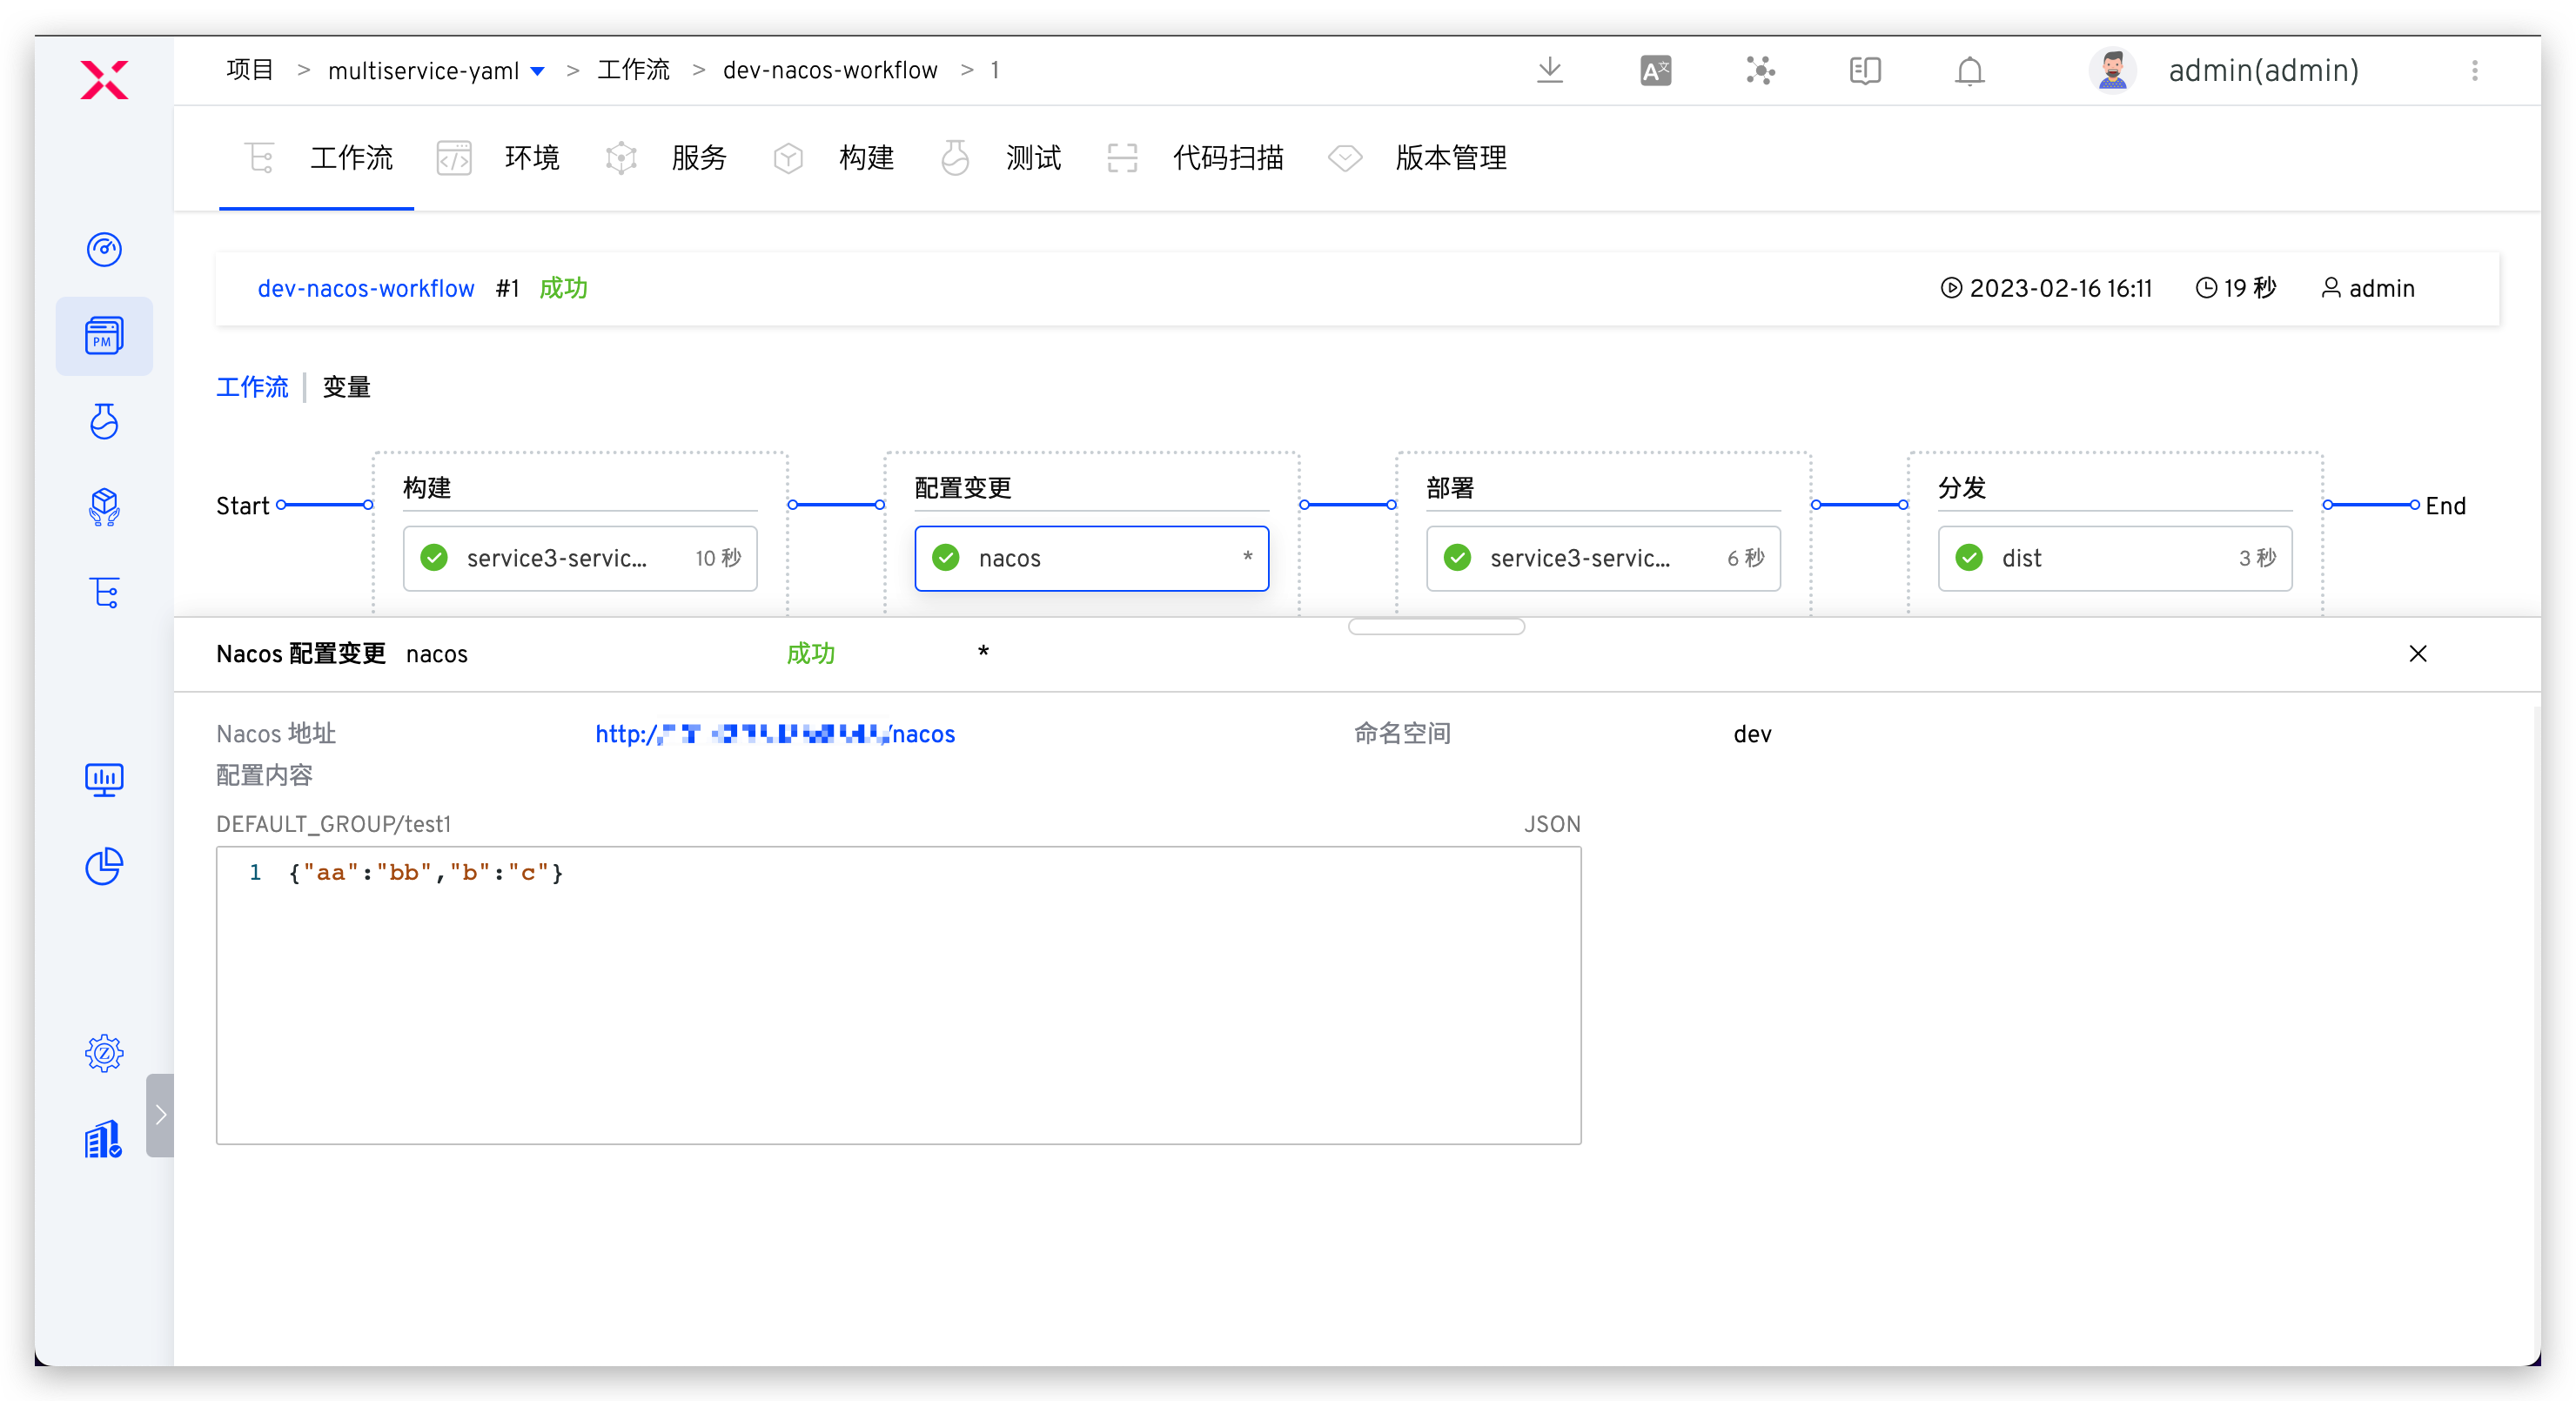 项目 > multiservice-yaml > 工作流 > dev-nacos-workflow > 1
admin(admin)
工作流 环境 服务 构建 测试 代码扫描 版本管理
PM
dev-nacos-workflow #1 成功 2023-02-16 16:11 19 秒 admin
工作流 | 变量
Start 构建 配置变更 部署 分发 End
service3-servic... 10 秒 nacos * service3-servic... 6 秒 dist 3 秒
Nacos 配置变更 nacos 成功 *
Nacos 地址 http:/ /nacos 命名空间 dev
配置内容
DEFAULT_GROUP/test1 JSON
1 {"aa":"bb","b":"c"}